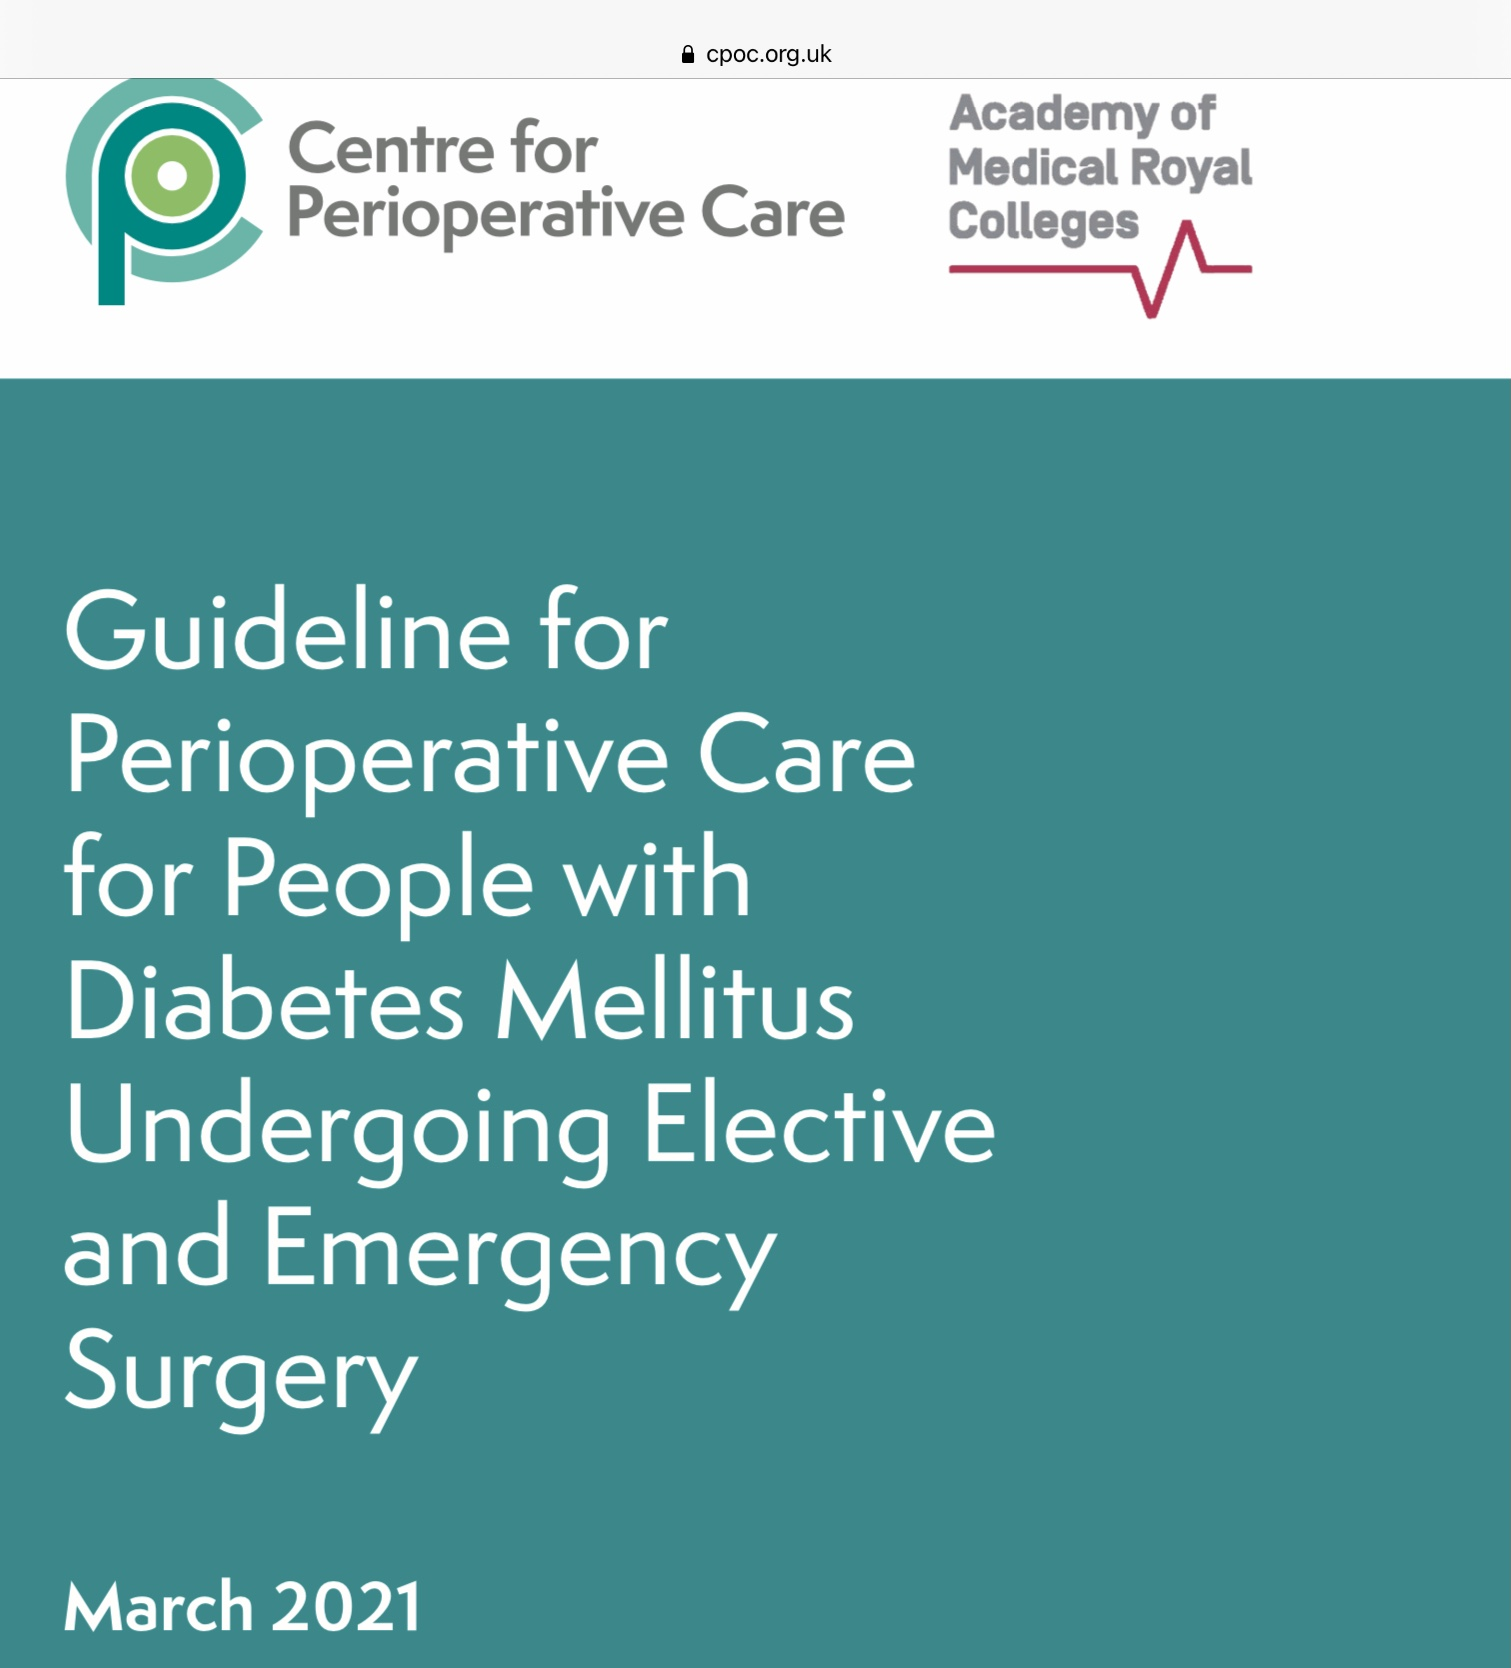 cpoc.org.uk
Centre for
Perioperative Care
Academy of
Medical Royal
Colleges
Guideline for
Perioperative Care
for People with
Diabetes Mellitus
Undergoing Elective
and Emergency
Surgery
March 2021